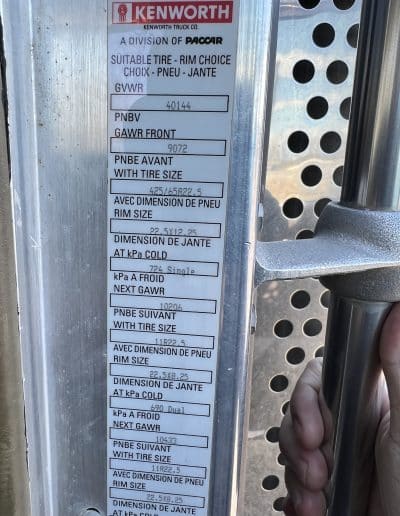 KENWORTH
KENWORTH TRUCK CO.
A DIVISION OF PACCAR
SUITABLE TIRE - RIM CHOICE
CHOIX - PNEU - JANTE
GVWR
40144
PNBV
GAWR FRONT
9072
PNBE AVANT
WITH TIRE SIZE
425/65R22.5
AVEC DIMENSION DE PNEU
RIM SIZE
22.5X12.25
DIMENSION DE JANTE
AT kPa COLD
724 Single
kPa A FROID
NEXT GAWR
10206
PNBE SUIVANT
WITH TIRE SIZE
11R22.5
AVEC DIMENSION DE PNEU
RIM SIZE
22.5X8.25
DIMENSION DE JANTE
AT kPa COLD
690 Dual
kPa A FROID
NEXT GAWR
10433
PNBE SUIVANT
WITH TIRE SIZE
11R22.5
AVEC DIMENSION DE PNEU
RIM SIZE
22.5X8.25
DIMENSION DE JANTE
AT kPa COLD